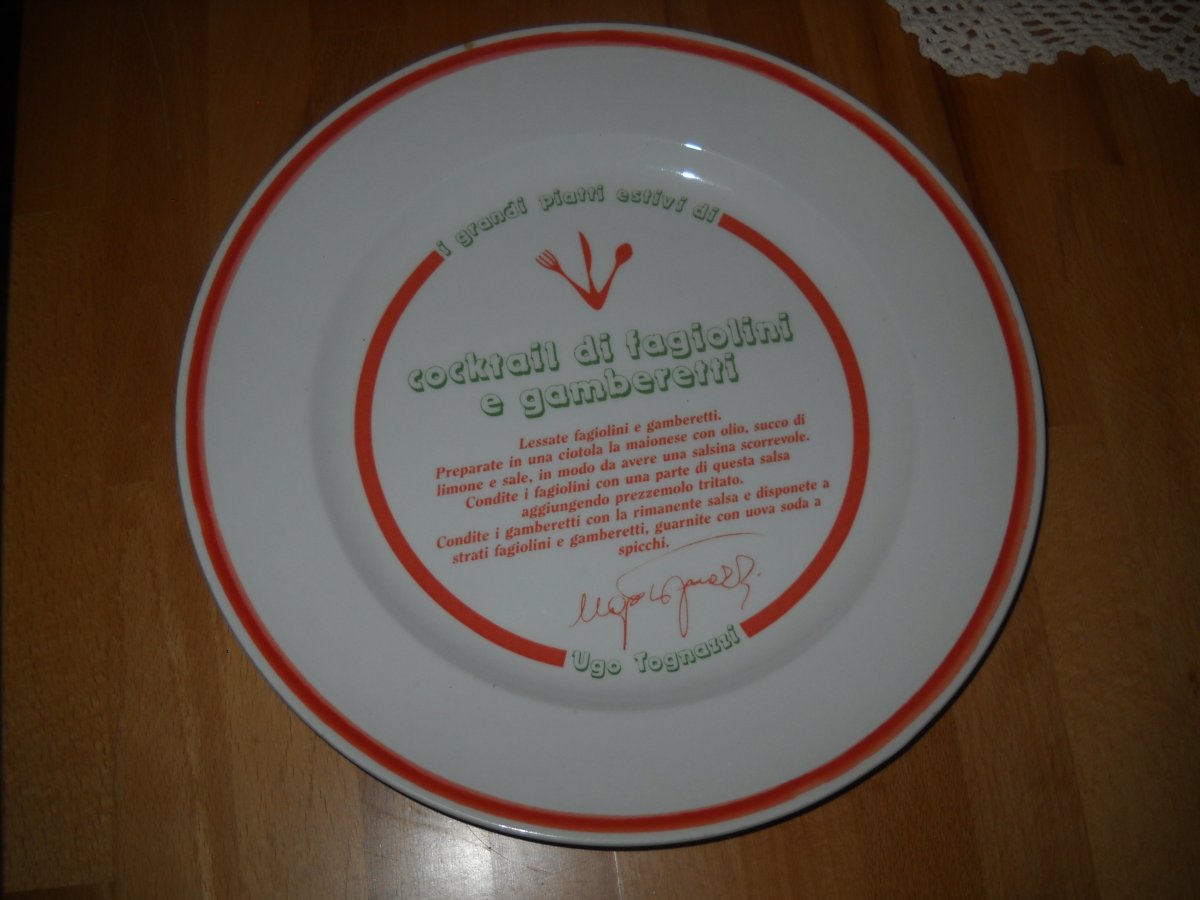 i grandi piatti estivi di
cocktail di fagiolini
e gamberetti
Lessate fagiolini e gamberetti.
Preparate in una ciotola la maionese con olio, succo di
limone e sale, in modo da avere una salsina scorrevole.
Condite i fagiolini con una parte di questa salsa
aggiungendo prezzemolo tritato.
Condite i gamberetti con la rimanente salsa e disponete a
strati fagiolini e gamberetti, guarnite con uova soda a
spicchi.
Ugo Tognazzi
Ugo Tognazzi